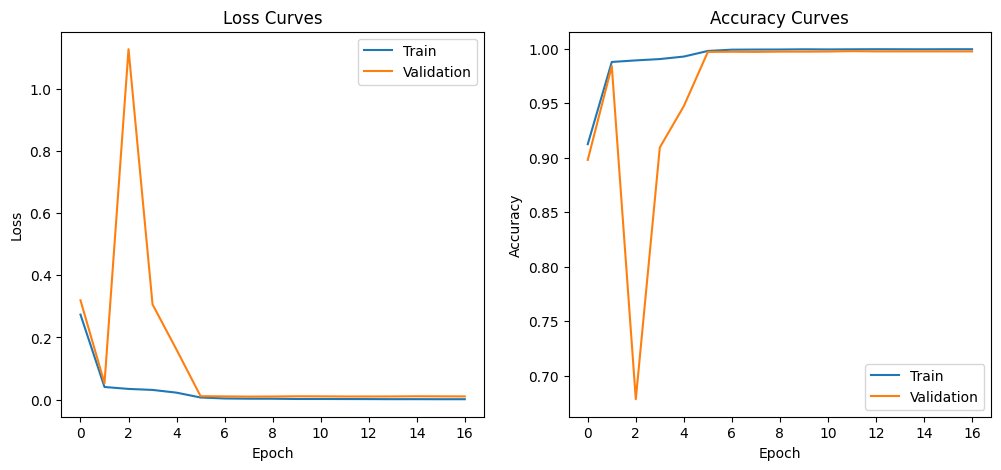 Loss Curves
Train
Validation
1.0
0.8
0.6
0.4
0.2
0.0
Loss
0 2 4 6 8 10 12 14 16
Epoch
Accuracy Curves
1.00
0.95
0.90
0.85
0.80
0.75
0.70
Accuracy
Train
Validation
0 2 4 6 8 10 12 14 16
Epoch